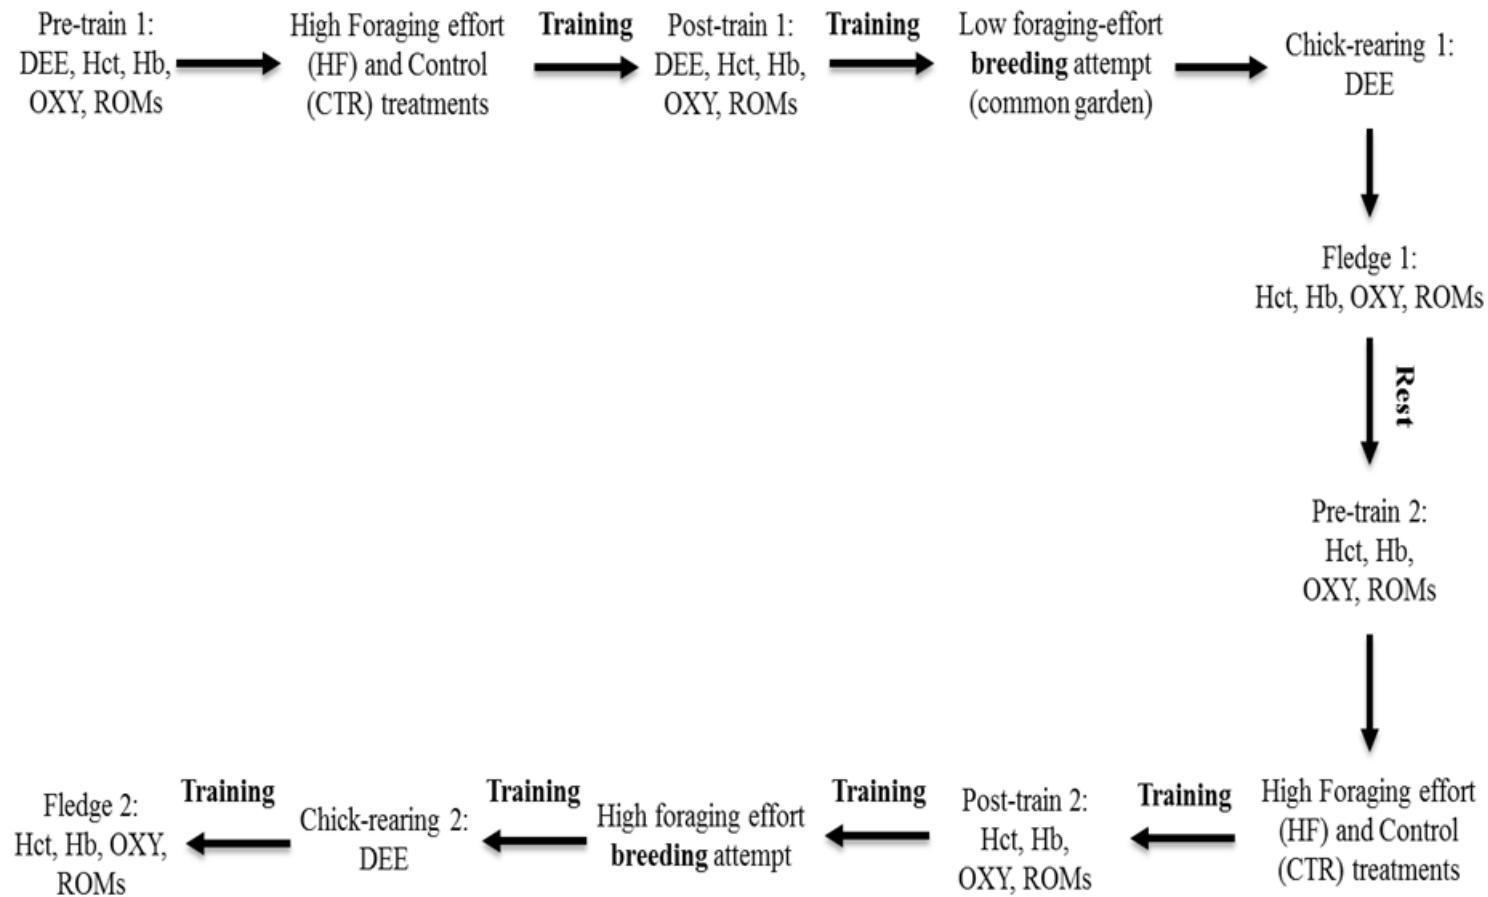 Pre-train 1:
DEE, Hct, Hb,
OXY, ROMs
High Foraging effort
(HF) and Control
(CTR) treatments
Training
Post-train 1:
DEE, Hct, Hb,
OXY, ROMs
Training
Low foraging-effort
breeding attempt
(common garden)
Chick-rearing 1:
DEE
Fledge 1:
Hct, Hb, OXY, ROMs
Rest
Pre-train 2:
Hct, Hb,
OXY, ROMs
High Foraging effort
(HF) and Control
(CTR) treatments
Training
Post-train 2:
Hct, Hb,
OXY, ROMs
Training
High foraging effort
breeding attempt
Training
Chick-rearing 2:
DEE
Training
Fledge 2:
Hct, Hb, OXY,
ROMs